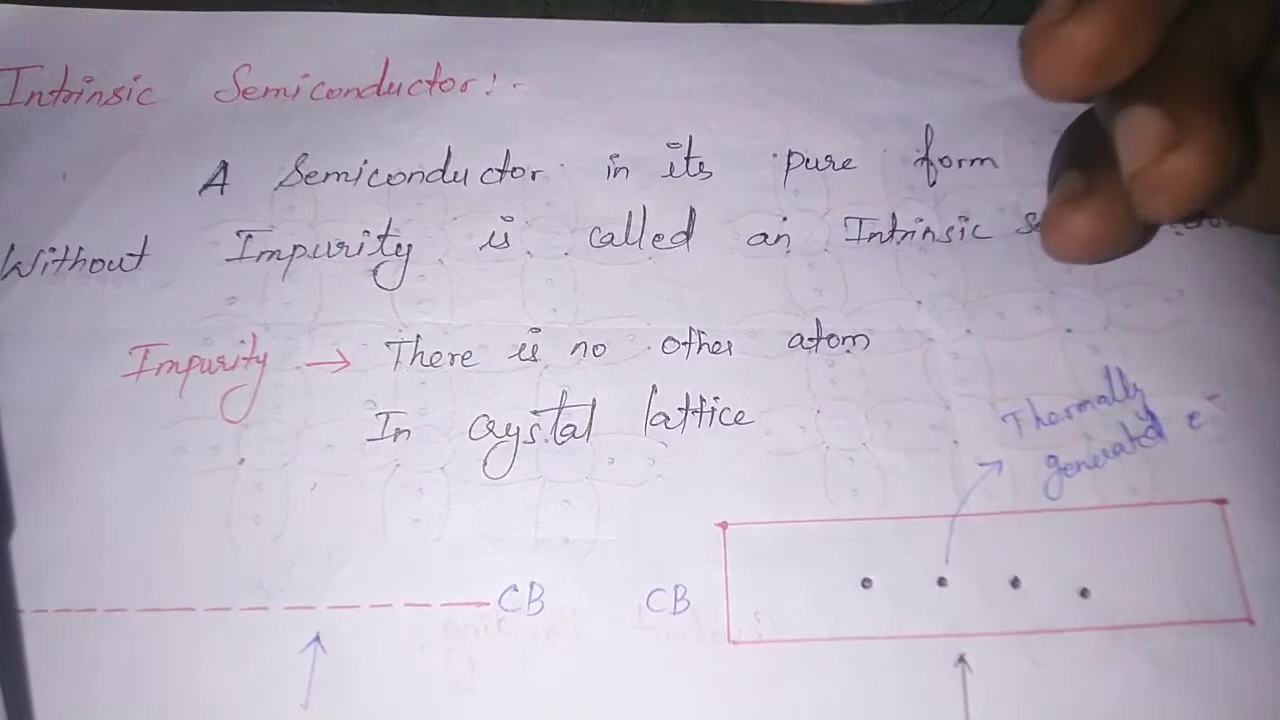 Intrinsic Semiconductor:-
A Semiconductor in its pure form
Without Impurity is called an Intrinsic
Impurity → There is no other atom
In crystal lattice
Thermally
generated e⁻
CB
CB